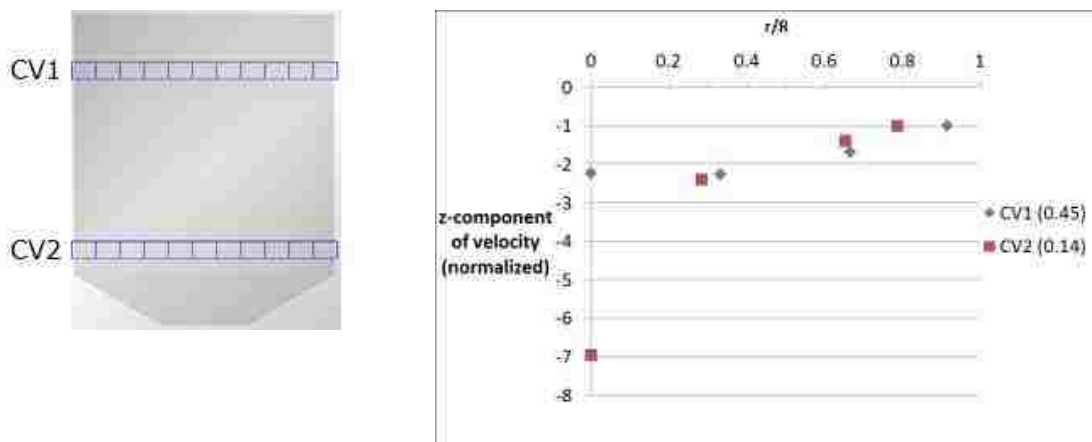 CV1
CV2
r/R
0 0.2 0.4 0.6 0.8 1
0
-1
-2
-3
-4
-5
-6
-7
-8
z-component
of velocity
(normalized)
CV1 (0.45)
CV2 (0.14)